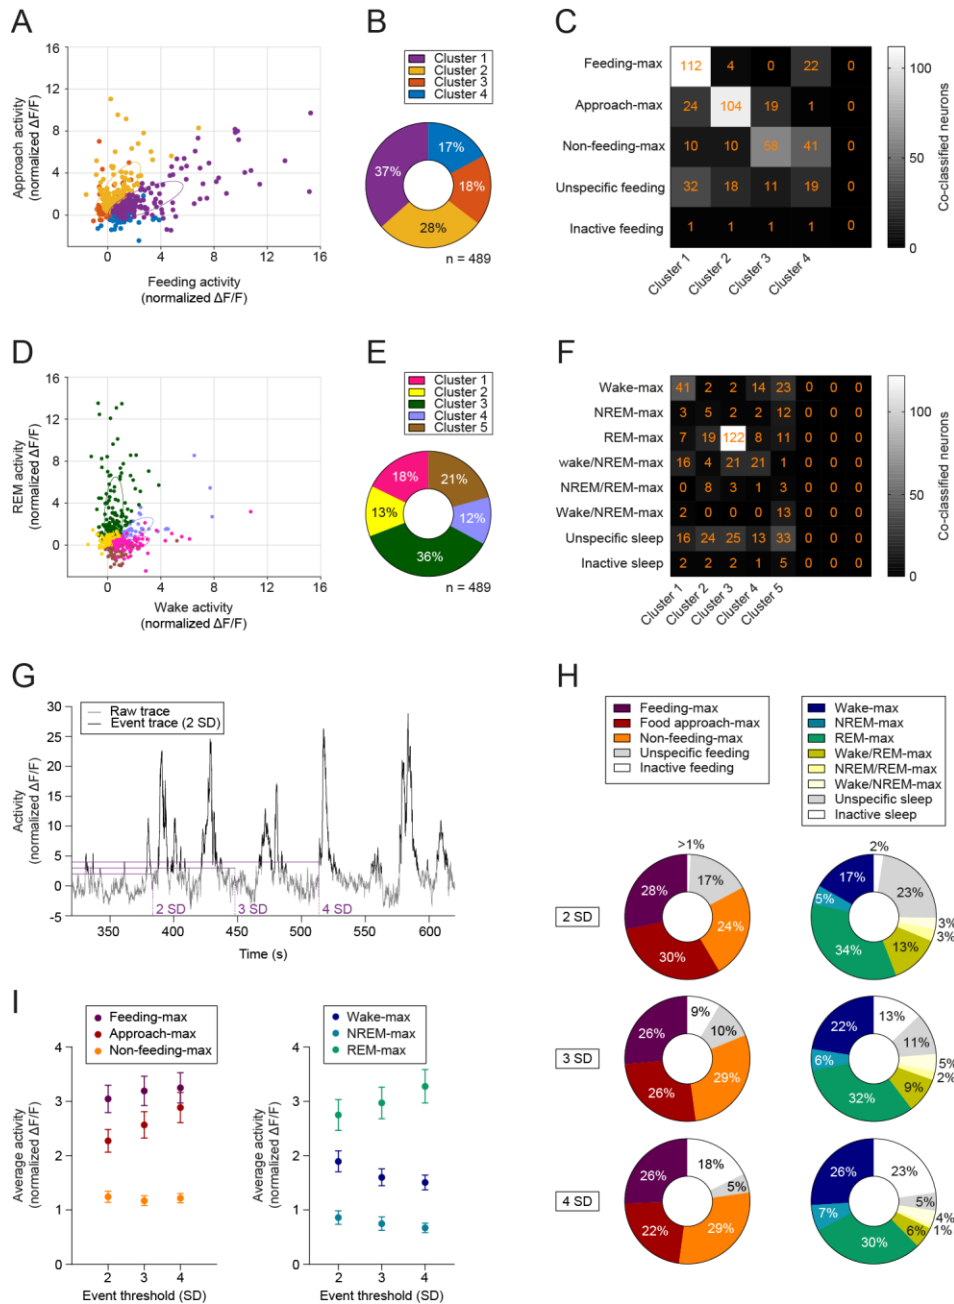 A
Approach activity
(normalized ΔF/F)
16
12
8
4
0
0
4
8
12
16
Feeding activity
(normalized ΔF/F)
B
Cluster 1
Cluster 2
Cluster 3
Cluster 4
37%
17%
18%
28%
n = 489
C
Feeding-max
112 4 0 22 0
Approach-max
24 104 19 1 0
Non-feeding-max
10 10 58 41 0
Unspecific feeding
32 18 11 19 0
Inactive feeding
1 1 1 1 0
Cluster 1
Cluster 2
Cluster 3
Cluster 4
100
50
0
Co-classified neurons
D
REM activity
(normalized ΔF/F)
16
12
8
4
0
0
4
8
12
16
Wake activity
(normalized ΔF/F)
E
Cluster 1
Cluster 2
Cluster 3
Cluster 4
Cluster 5
18%
21%
13%
12%
36%
n = 489
F
Wake-max
41 2 2 14 23 0 0 0
NREM-max
3 5 2 2 12 0 0 0
REM-max
7 19 122 8 11 0 0 0
wake/NREM-max
16 4 21 21 1 0 0 0
NREM/REM-max
0 8 3 1 3 0 0 0
Wake/NREM-max
2 0 0 0 13 0 0 0
Unspecific sleep
16 24 25 13 33 0 0 0
Inactive sleep
2 2 2 1 5 0 0 0
Cluster 1
Cluster 2
Cluster 3
Cluster 4
Cluster 5
100
50
0
Co-classified neurons
G
Raw trace
Event trace (2 SD)
Activity
(normalized ΔF/F)
30
25
20
15
10
5
0
-5
2 SD
3 SD
4 SD
400
450
500
550
600
Time (s)
H
Feeding-max
Food approach-max
Non-feeding-max
Unspecific feeding
Inactive feeding
Wake-max
NREM-max
REM-max
Wake/REM-max
NREM/REM-max
Wake/NREM-max
Unspecific sleep
Inactive sleep
2 SD
>1%
17%
28%
24%
30%
2%
17%
23%
5%
3%
3%
34%
13%
3 SD
9%
10%
26%
29%
26%
13%
22%
11%
6%
5%
2%
9%
32%
4 SD
18%
5%
26%
29%
22%
23%
26%
5%
7%
4%
1%
6%
30%
I
Feeding-max
Approach-max
Non-feeding-max
Average activity
(normalized ΔF/F)
4
3
2
1
0
2
3
4
Event threshold (SD)
Wake-max
NREM-max
REM-max
Average activity
(normalized ΔF/F)
4
3
2
1
0
2
3
4
Event threshold (SD)